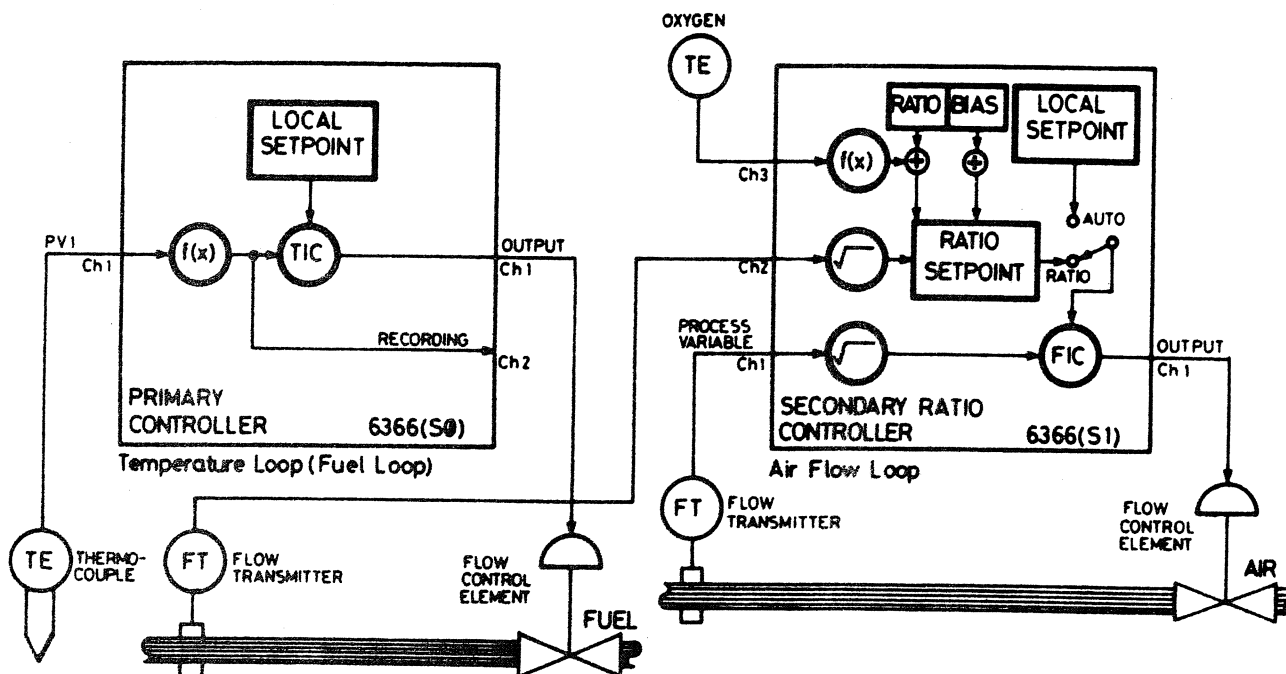 OXYGEN
TE
LOCAL
SETPOINT
PV1
Ch1
f(x)
TIC
OUTPUT
Ch1
RECORDING
Ch2
PRIMARY
CONTROLLER
6366(S0)
Temperature Loop (Fuel Loop)
RATIO
BIAS
LOCAL
SETPOINT
Ch3
f(x)
+
+
AUTO
Ch2
√
RATIO
SETPOINT
RATIO
PROCESS
VARIABLE
Ch1
√
FIC
OUTPUT
Ch1
SECONDARY RATIO
CONTROLLER
6366(S1)
Air Flow Loop
TE
THERMO-
COUPLE
FT
FLOW
TRANSMITTER
FLOW
CONTROL
ELEMENT
FUEL
FT
FLOW
TRANSMITTER
FLOW
CONTROL
ELEMENT
AIR